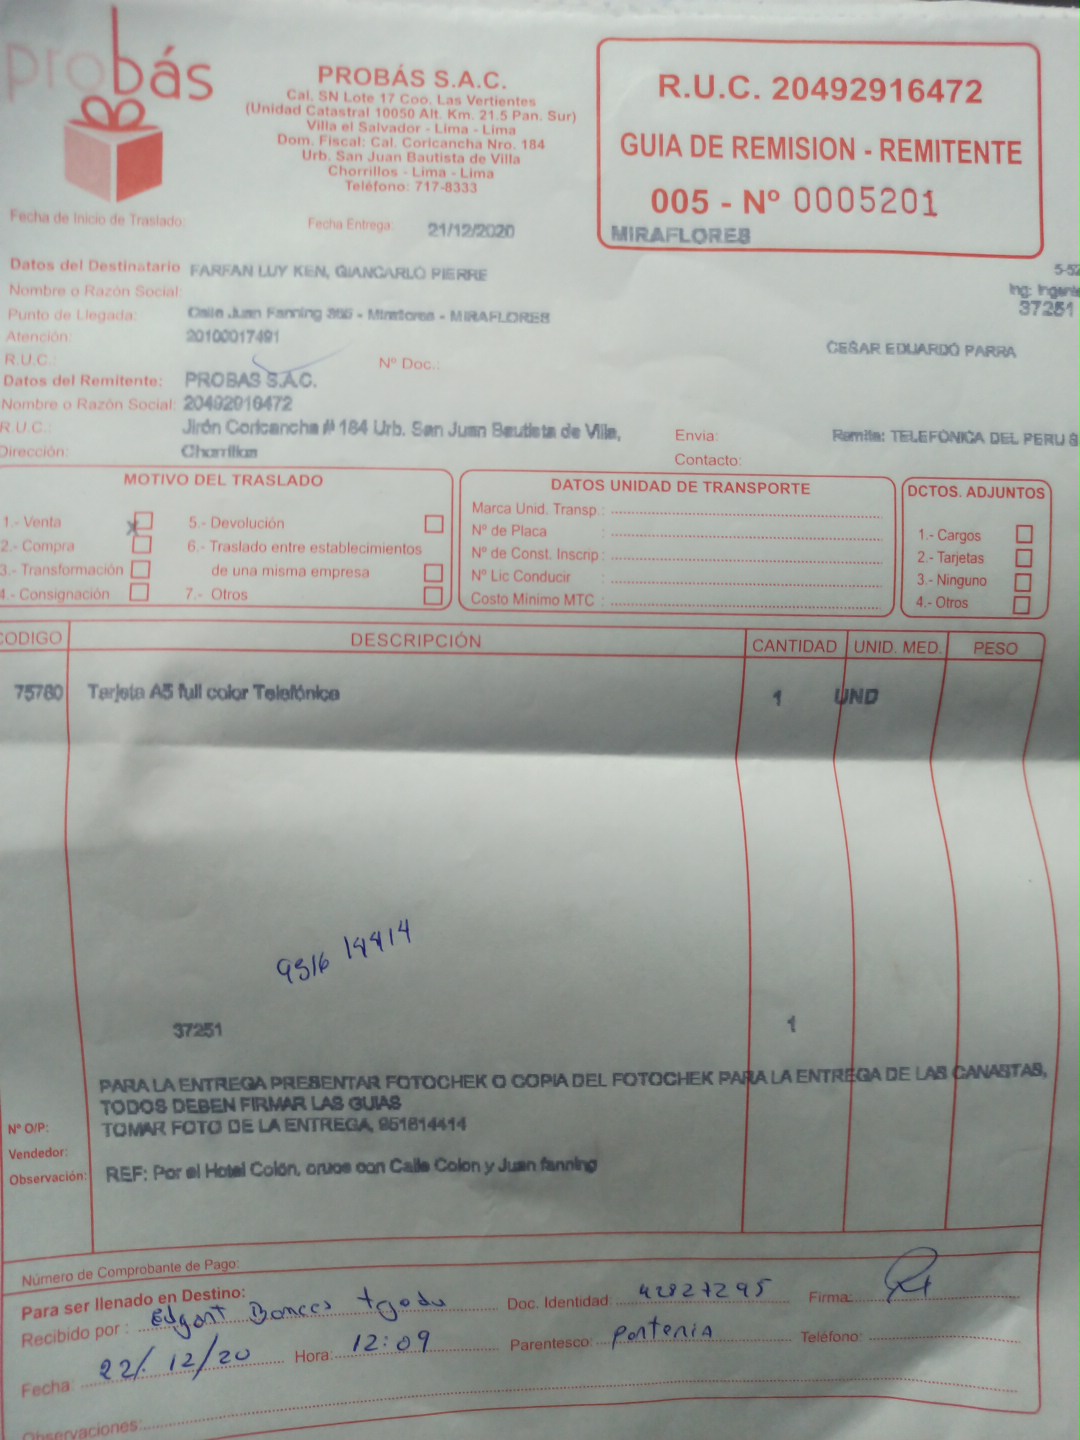 probás
PROBÁS S.A.C.
Cal. SN Lote 17 Coo. Las Vertientes
(Unidad Catastral 10050 Alt. Km. 21.5 Pan. Sur)
Villa el Salvador - Lima - Lima
Dom. Fiscal: Cal. Coricancha Nro. 184
Urb. San Juan Bautista de Villa
Chorrillos - Lima - Lima
Teléfono: 717-8333
R.U.C. 20492916472
GUIA DE REMISION - REMITENTE
005 - Nº 0005201
MIRAFLORES
Fecha de Inicio de Traslado:
Fecha Entrega: 21/12/2020
Datos del Destinatario FARFAN LUY KEN, GIANCARLO PIERRE
Nombre o Razón Social:
Punto de Llegada: Calle Juan Fanning 366 - Miraflores - MIRAFLORES
Atención: 20100017491
R.U.C.: Nº Doc.:
5-52
Ing: Ingenie
37251
CESAR EDUARDO PARRA
Datos del Remitente: PROBAS S.A.C.
Nombre o Razón Social: 20492916472
R.U.C.: Jirón Coricancha # 184 Urb. San Juan Bautista de Villa,
Dirección: Chorrillos
Envia: Remite: TELEFÓNICA DEL PERU S
Contacto:
MOTIVO DEL TRASLADO
1.- Venta x
2.- Compra
3.- Transformación
4.- Consignación
5.- Devolución
6.- Traslado entre establecimientos
de una misma empresa
7.- Otros
DATOS UNIDAD DE TRANSPORTE
Marca Unid. Transp.:
Nº de Placa :
Nº de Const. Inscrip :
Nº Lic Conducir :
Costo Minimo MTC :
DCTOS. ADJUNTOS
1.- Cargos
2.- Tarjetas
3.- Ninguno
4.- Otros
CODIGO DESCRIPCIÓN CANTIDAD UNID. MED. PESO
75760 Tarjeta A5 full color Telefónica 1 UND
9516 14414
37251 1
PARA LA ENTREGA PRESENTAR FOTOCHEK O COPIA DEL FOTOCHEK PARA LA ENTREGA DE LAS CANASTAS,
TODOS DEBEN FIRMAR LAS GUIAS
Nº O/P: TOMAR FOTO DE LA ENTREGA, 951614414
Vendedor:
Observación: REF: Por el Hotel Colón, cruce con Calle Colon y Juan fanning
Número de Comprobante de Pago:
Para ser llenado en Destino:
Recibido por : Edgart Bances
Doc. Identidad: 42827295 Firma:
Fecha: 22/12/20 Hora: 12:09 Parentesco: Porteria Teléfono:
Observaciones: